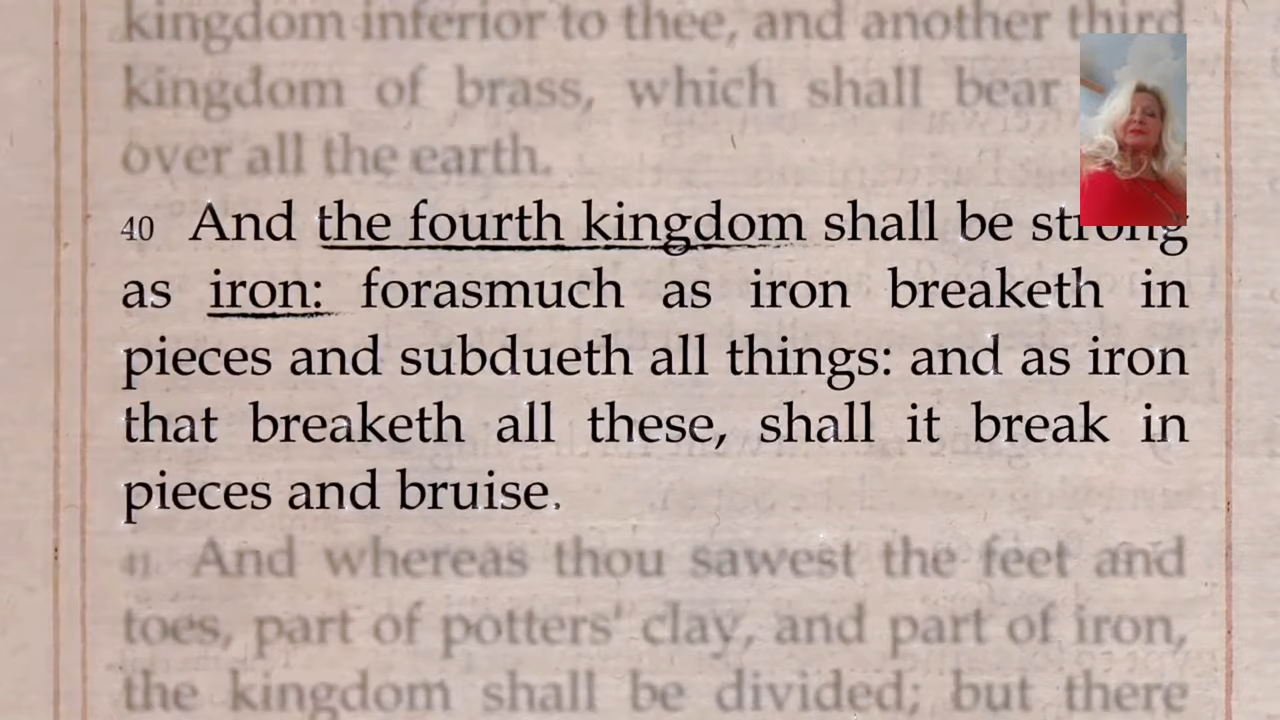 kingdom inferior to thee, and another third
kingdom of brass, which shall bear
over all the earth.
40 And the fourth kingdom shall be strong
as iron: forasmuch as iron breaketh in
pieces and subdueth all things: and as iron
that breaketh all these, shall it break in
pieces and bruise.
41 And whereas thou sawest the feet and
toes, part of potters' clay, and part of iron,
the kingdom shall be divided; but there